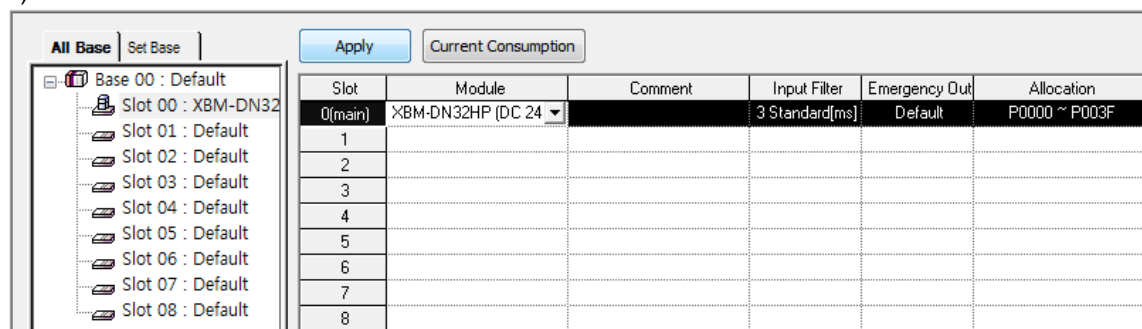 All Base Set Base Apply Current Consumption
Base 00 : Default
Slot 00 : XBM-DN32
Slot 01 : Default
Slot 02 : Default
Slot 03 : Default
Slot 04 : Default
Slot 05 : Default
Slot 06 : Default
Slot 07 : Default
Slot 08 : Default
Slot Module Comment Input Filter Emergency Out Allocation
0(main) XBM-DN32HP (DC 24 3 Standard[ms] Default P0000 ~ P003F
1
2
3
4
5
6
7
8